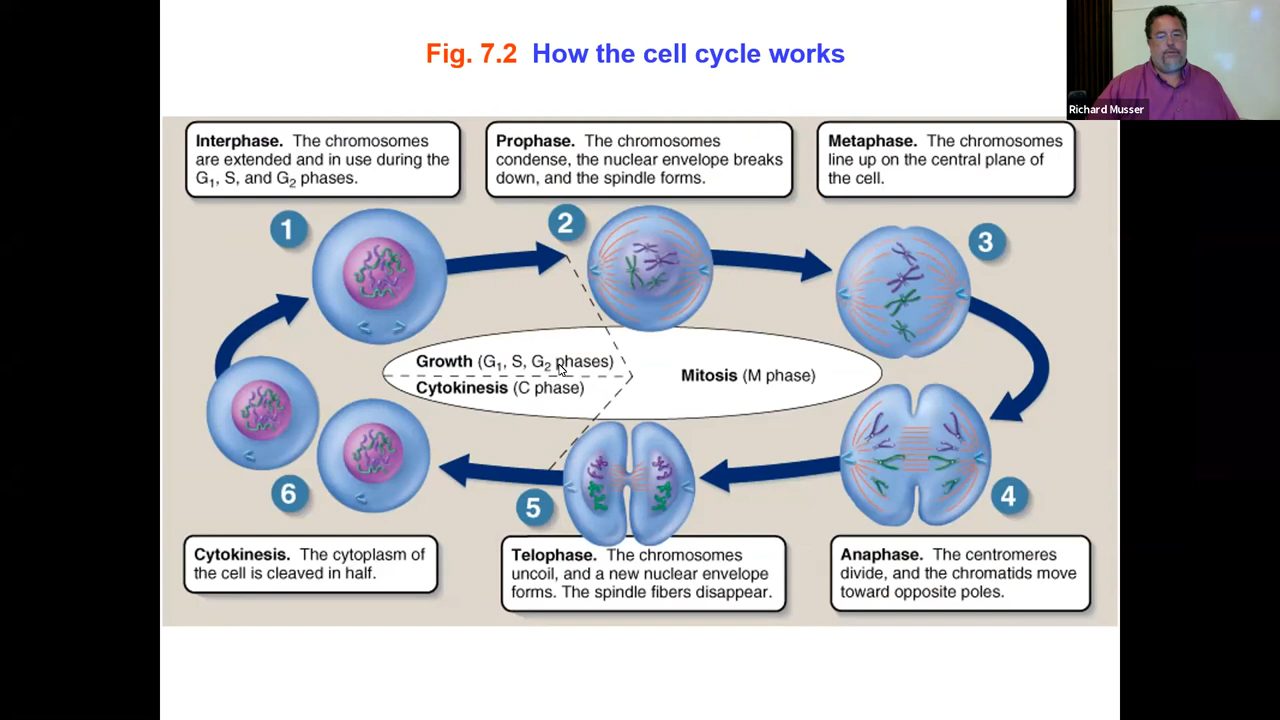 Fig. 7.2 How the cell cycle works
Richard Musser
Interphase. The chromosomes
are extended and in use during the
G₁, S, and G₂ phases.
Prophase. The chromosomes
condense, the nuclear envelope breaks
down, and the spindle forms.
Metaphase. The chromosomes
line up on the central plane of
the cell.
1
2
3
Growth (G₁, S, G₂ phases)
Cytokinesis (C phase)
Mitosis (M phase)
6
5
4
Cytokinesis. The cytoplasm of
the cell is cleaved in half.
Telophase. The chromosomes
uncoil, and a new nuclear envelope
forms. The spindle fibers disappear.
Anaphase. The centromeres
divide, and the chromatids move
toward opposite poles.